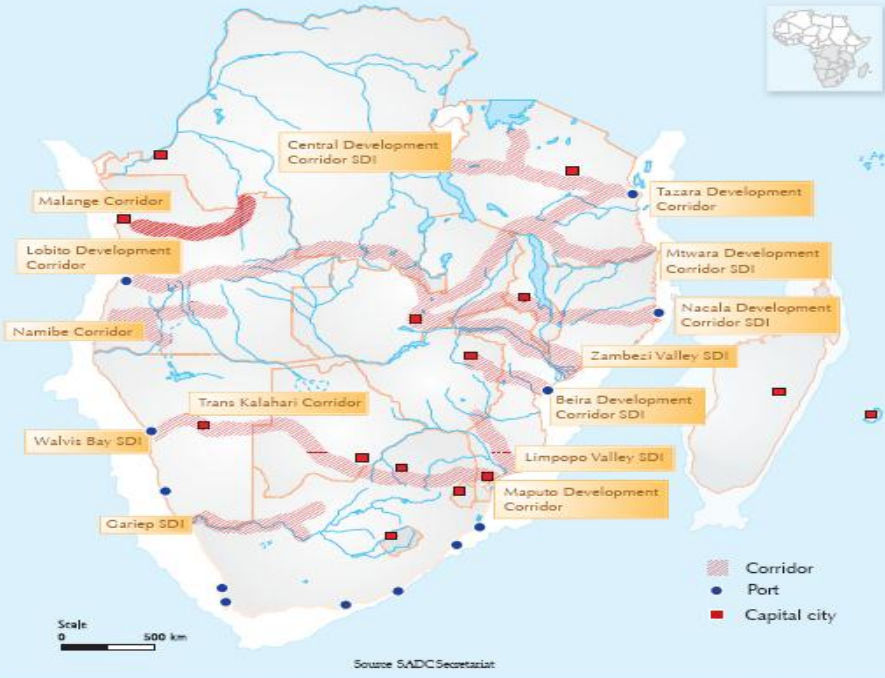 Central Development
Corridor SDI
Malange Corridor
Tazara Development
Corridor
Lobito Development
Corridor
Mtwara Development
Corridor SDI
Nacala Development
Corridor SDI
Namibe Corridor
Zambezi Valley SDI
Trans Kalahari Corridor
Beira Development
Corridor SDI
Walvis Bay SDI
Limpopo Valley SDI
Maputo Development
Corridor
Gariep SDI
Corridor
Port
Capital city
Scale
0 500 km
Source SADC Secretariat